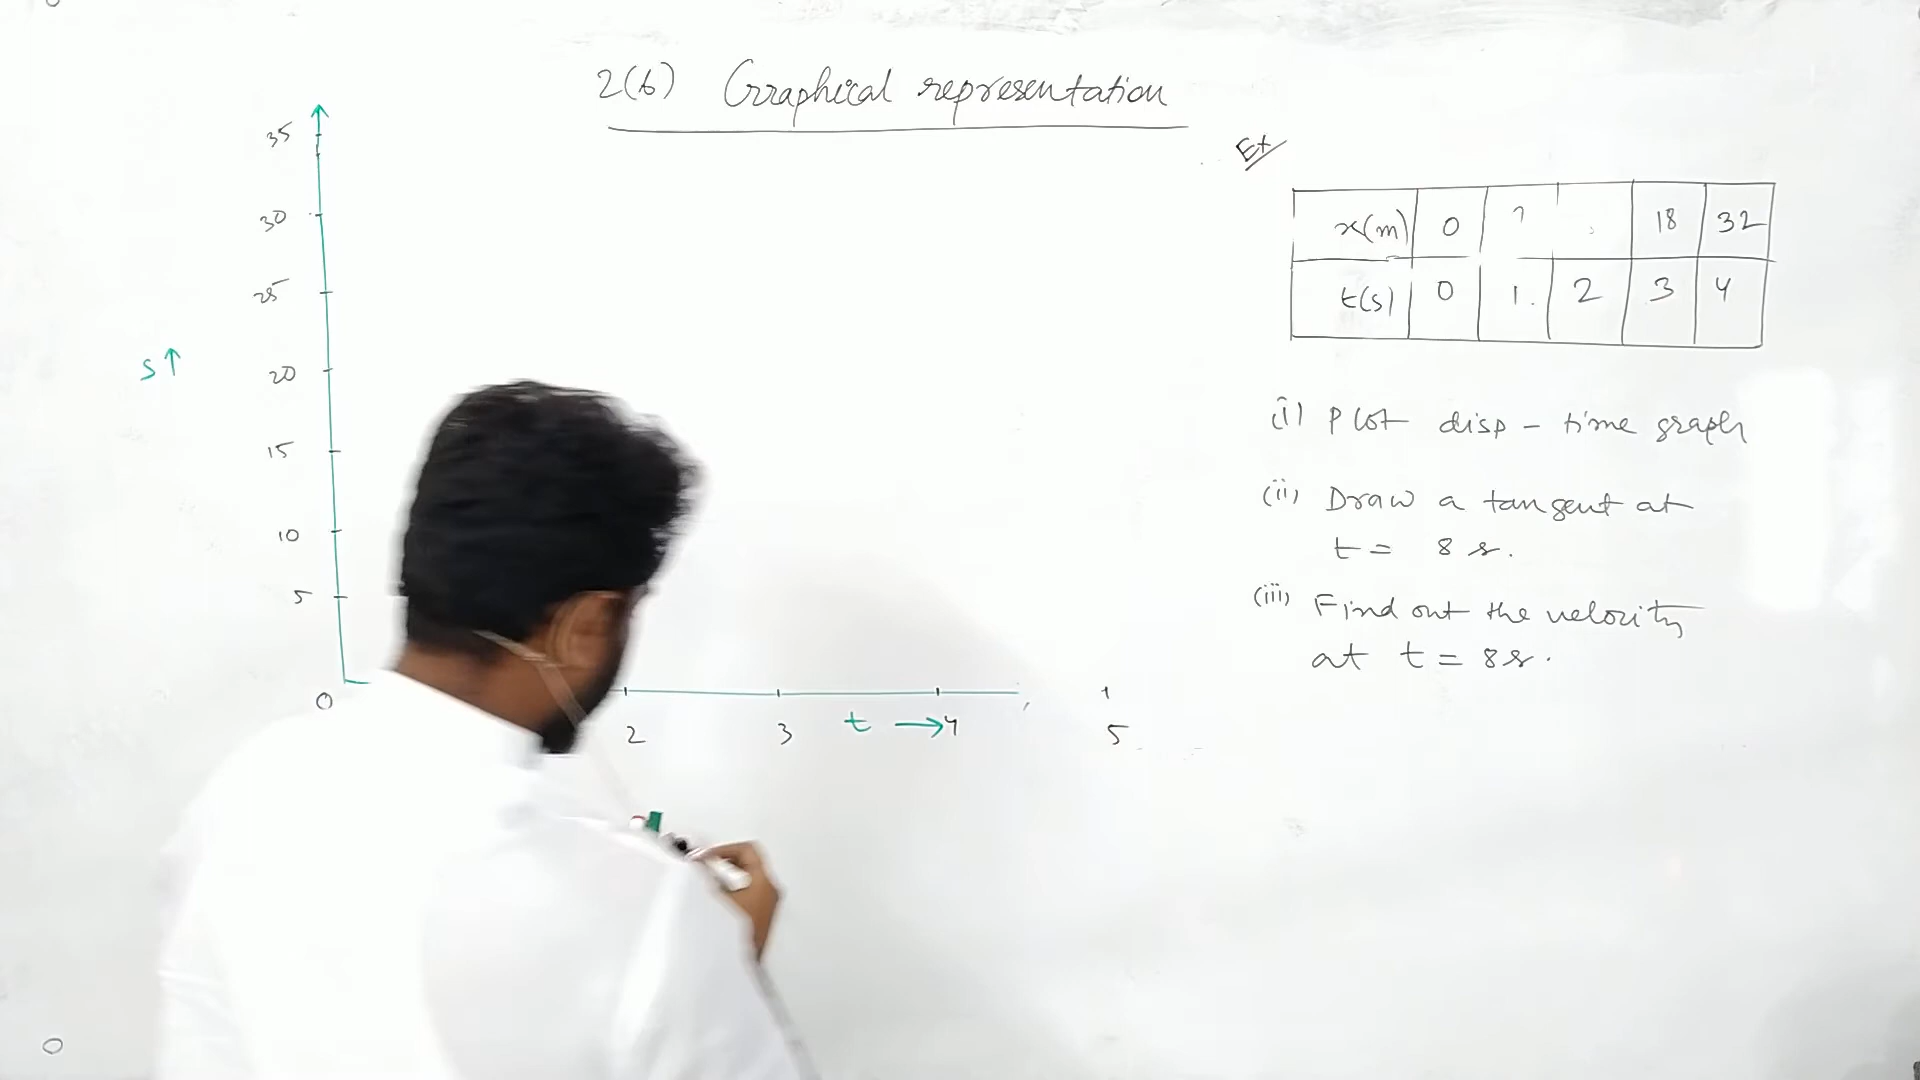 2(b) Graphical representation
Ex
x(m) 0 18 32
t(s) 0 1. 2 3 4
(i) Plot disp - time graph
(ii) Draw a tangent at
t = 8 s.
(iii) Find out the velocity
at t = 8s.
35
30
25
20
15
10
5
0
s↑
2 3 4 5
t →